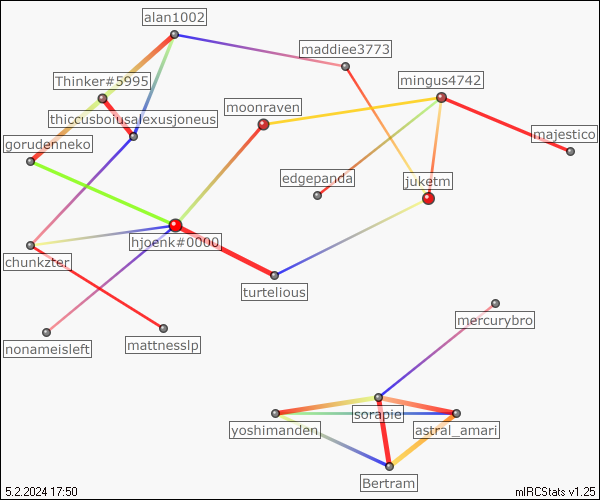 alan1002
maddiee3773
Thinker#5995
mingus4742
moonraven
thiccusboiusalexusjoneus
majestico
gorudenneko
edgepanda
juketm
hjoenk#0000
chunkzter
turtelious
mercurybro
nonameisleft
mattnesslp
sorapie
yoshimanden
astral_amari
Bertram
5.2.2024 17:50
mIRCStats v1.25